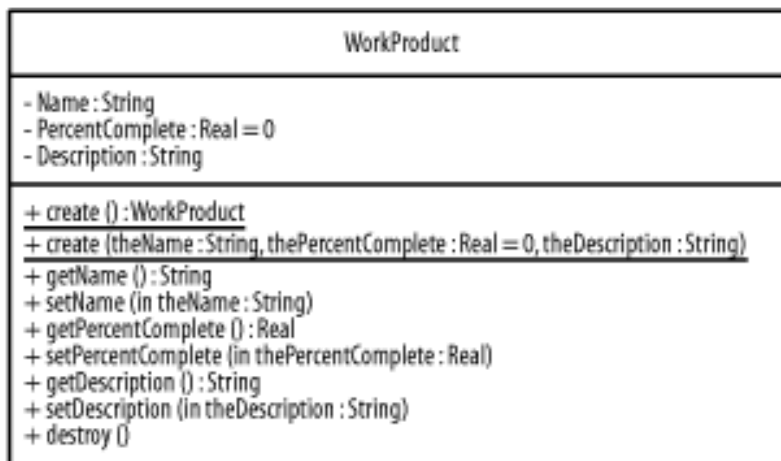 WorkProduct
- Name : String
- PercentComplete : Real = 0
- Description : String
+ create () : WorkProduct
+ create (theName : String, thePercentComplete : Real = 0, theDescription : String)
+ getName () : String
+ setName (in theName : String)
+ getPercentComplete () : Real
+ setPercentComplete (in thePercentComplete : Real)
+ getDescription () : String
+ setDescription (in theDescription : String)
+ destroy ()